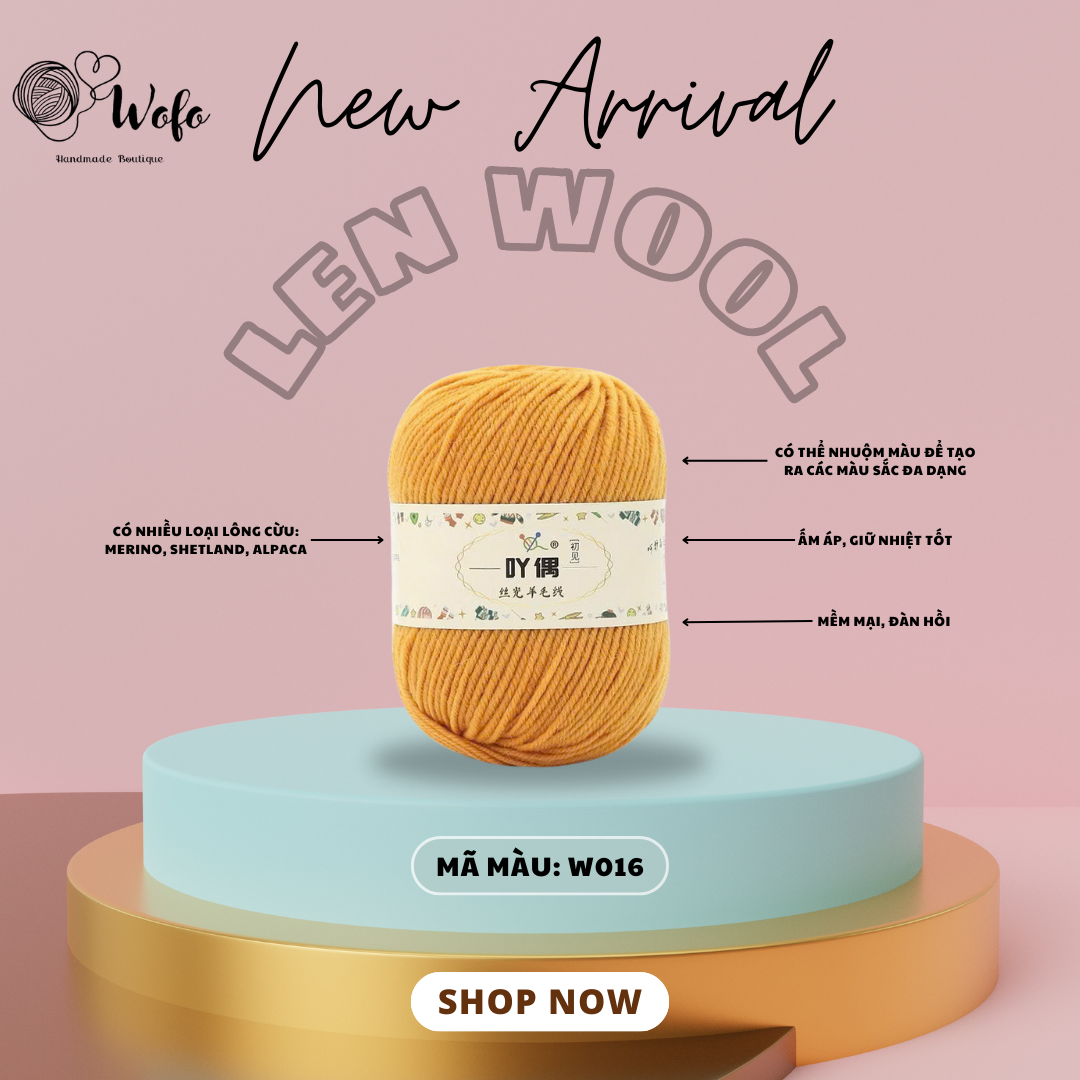 Wofo
Handmade Boutique
New Arrival
LEN WOOL
CÓ THỂ NHUỘM MÀU ĐỂ TẠO
RA CÁC MÀU SẮC ĐA DẠNG
CÓ NHIỀU LOẠI LÔNG CỪU:
MERINO, SHETLAND, ALPACA
ẤM ÁP, GIỮ NHIỆT TỐT
MỀM MẠI, ĐÀN HỒI
®
[初见]
吖偶
丝宠羊毛线
MÃ MÀU: W016
SHOP NOW